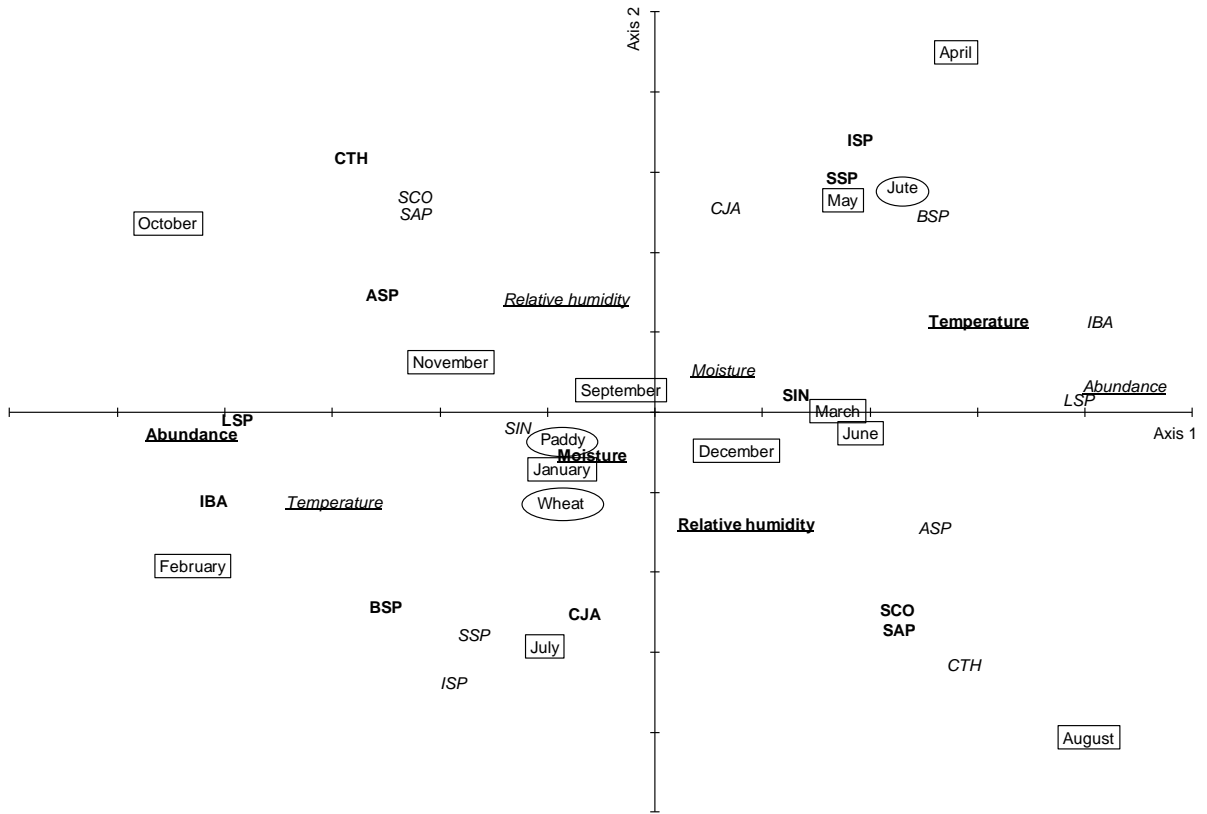 Axis 2
April
ISP
CTH
SSP
Jute
SCO
May
CJA
SAP
BSP
October
ASP
Relative humidity
Temperature
IBA
November
Moisture
September
Abundance
SIN
LSP
March
LSP
SIN
Abundance
June
Axis 1
Paddy
December
Moisture
January
IBA
Temperature
Wheat
Relative humidity
ASP
February
BSP
CJA
SCO
SSP
SAP
July
CTH
ISP
August